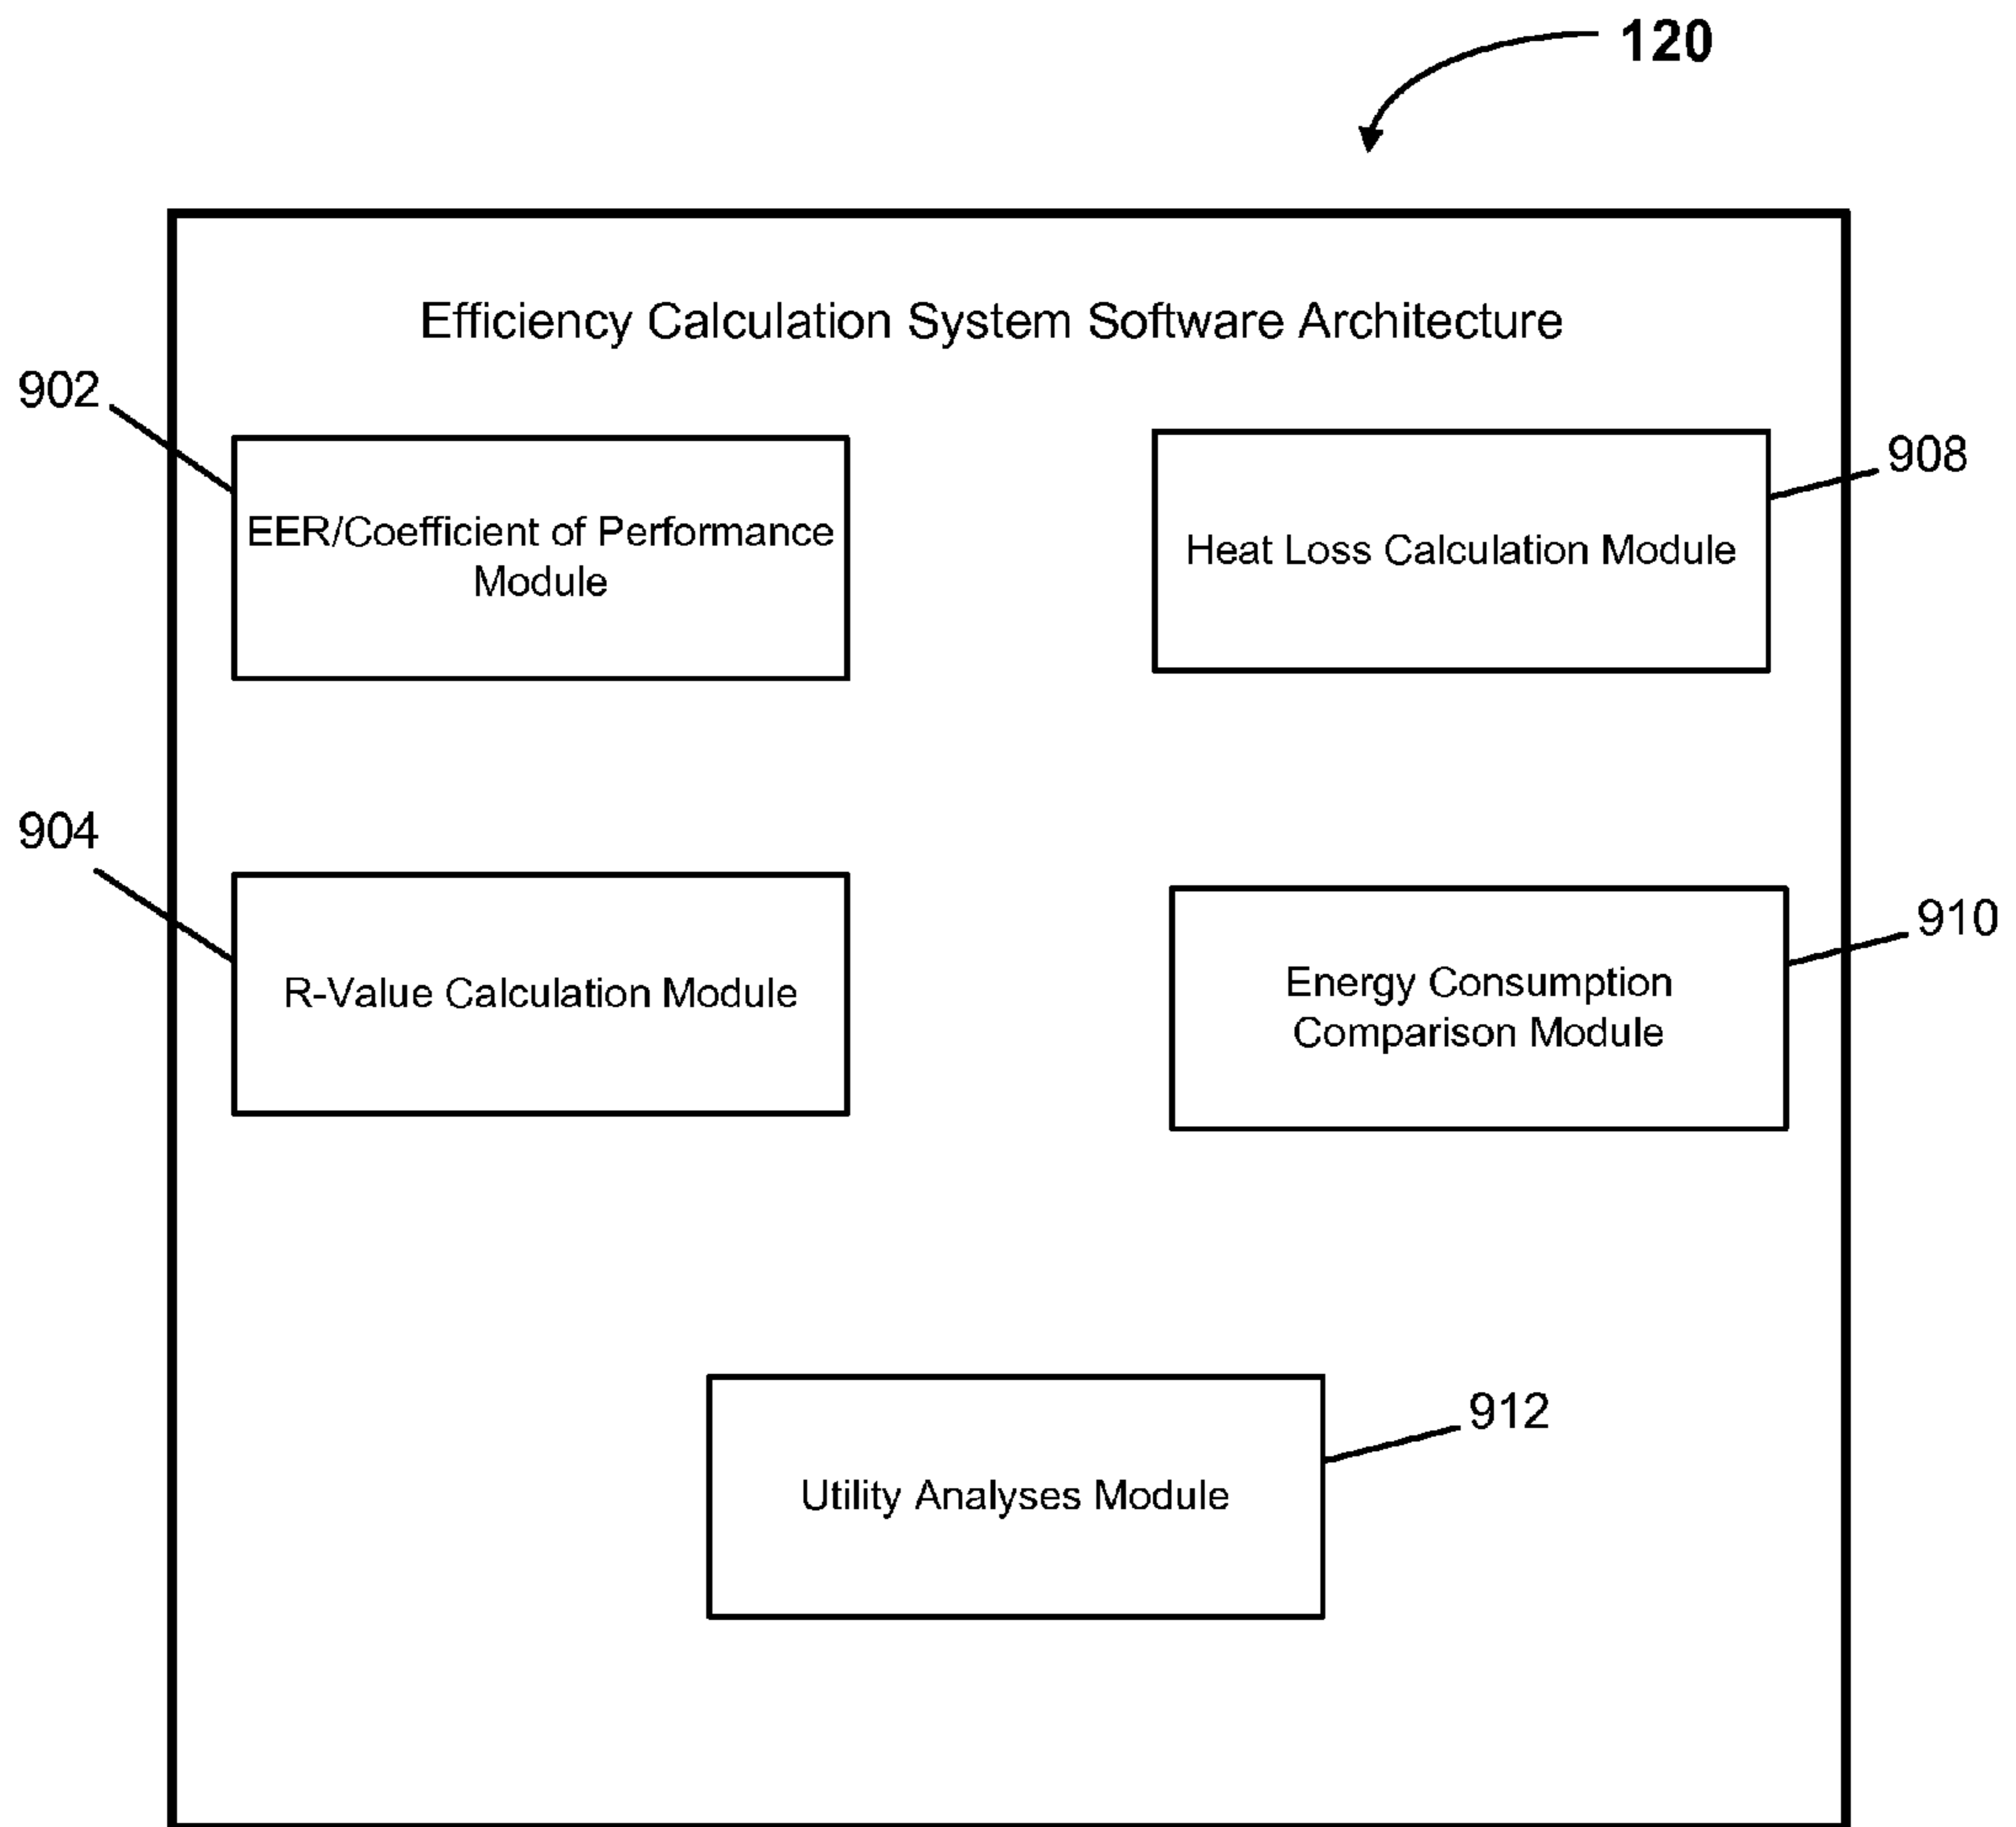 120
Efficiency Calculation System Software Architecture
902
EER/Coefficient of Performance
Module
908
Heat Loss Calculation Module
904
R-Value Calculation Module
910
Energy Consumption
Comparison Module
912
Utility Analyses Module